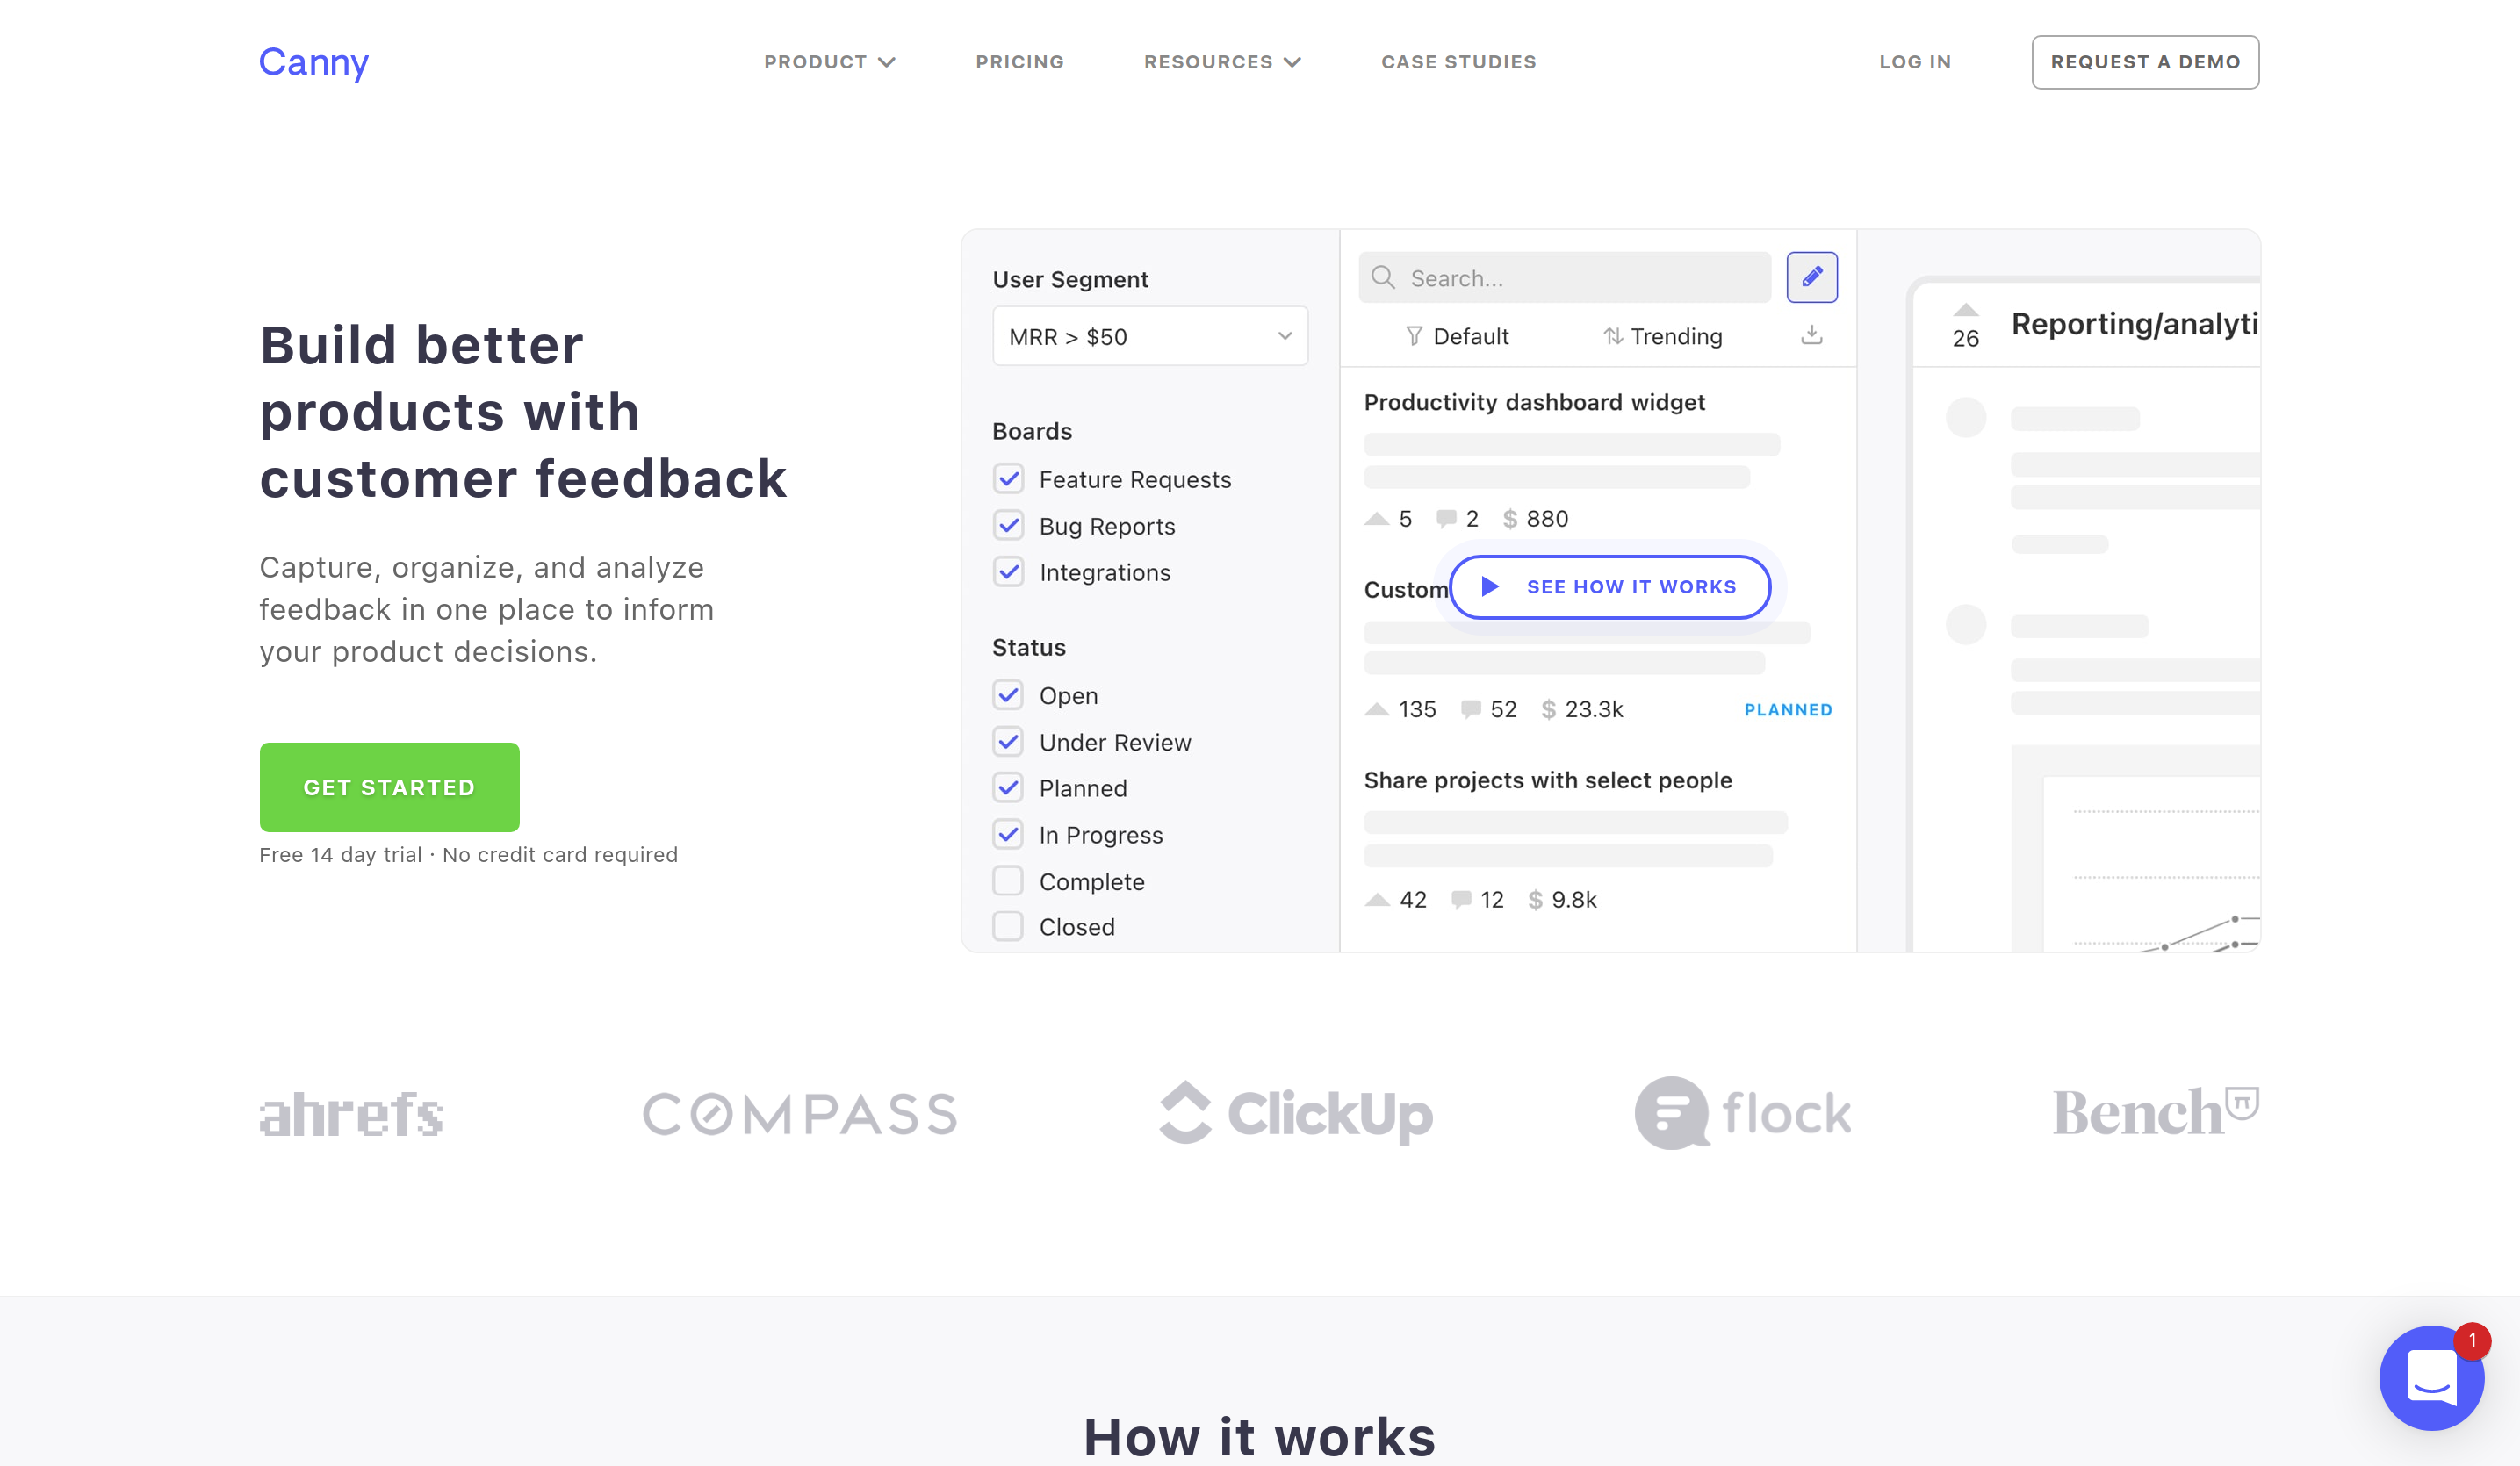 Canny
PRODUCT
PRICING
RESOURCES
CASE STUDIES
LOG IN
REQUEST A DEMO
Build better
products with
customer feedback
Capture, organize, and analyze
feedback in one place to inform
your product decisions.
GET STARTED
Free 14 day trial · No credit card required
User Segment
MRR > $50
Boards
Feature Requests
Bug Reports
Integrations
Status
Open
Under Review
Planned
In Progress
Complete
Closed
Search...
Default
Trending
Productivity dashboard widget
5 2 $ 880
Custom
SEE HOW IT WORKS
135 52 $ 23.3k
PLANNED
Share projects with select people
42 12 $ 9.8k
26
Reporting/analyti
ahrefs
COMPASS
ClickUp
flock
Bench
1
How it works